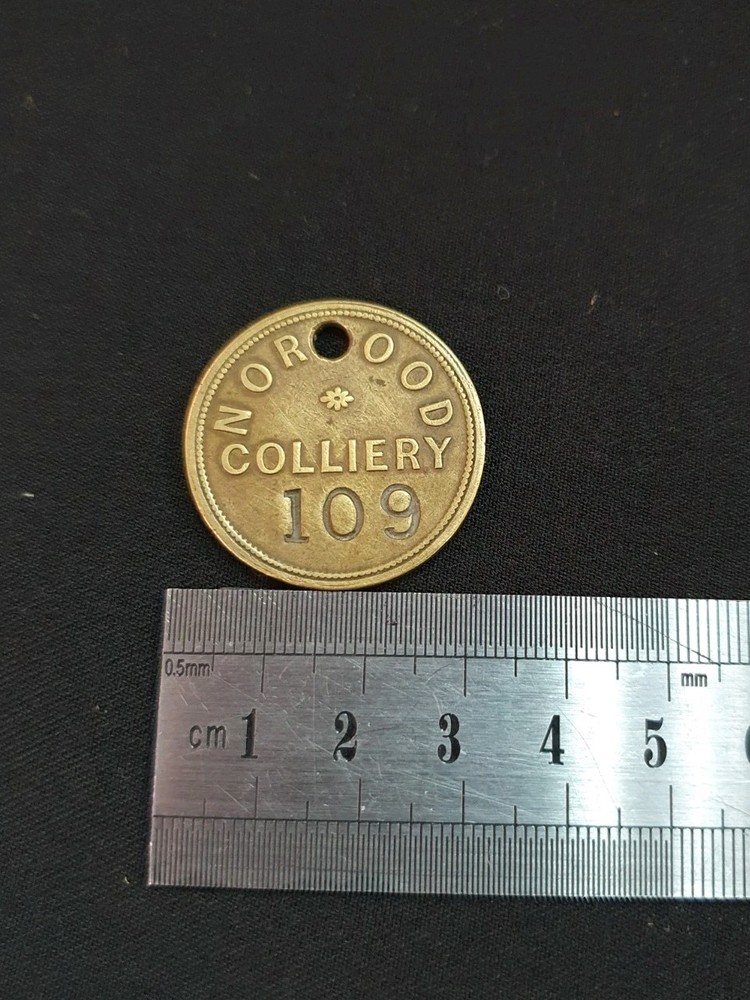 NOR OOD
COLLIERY
109
0.5mm
mm
cm 1 2 3 4 5